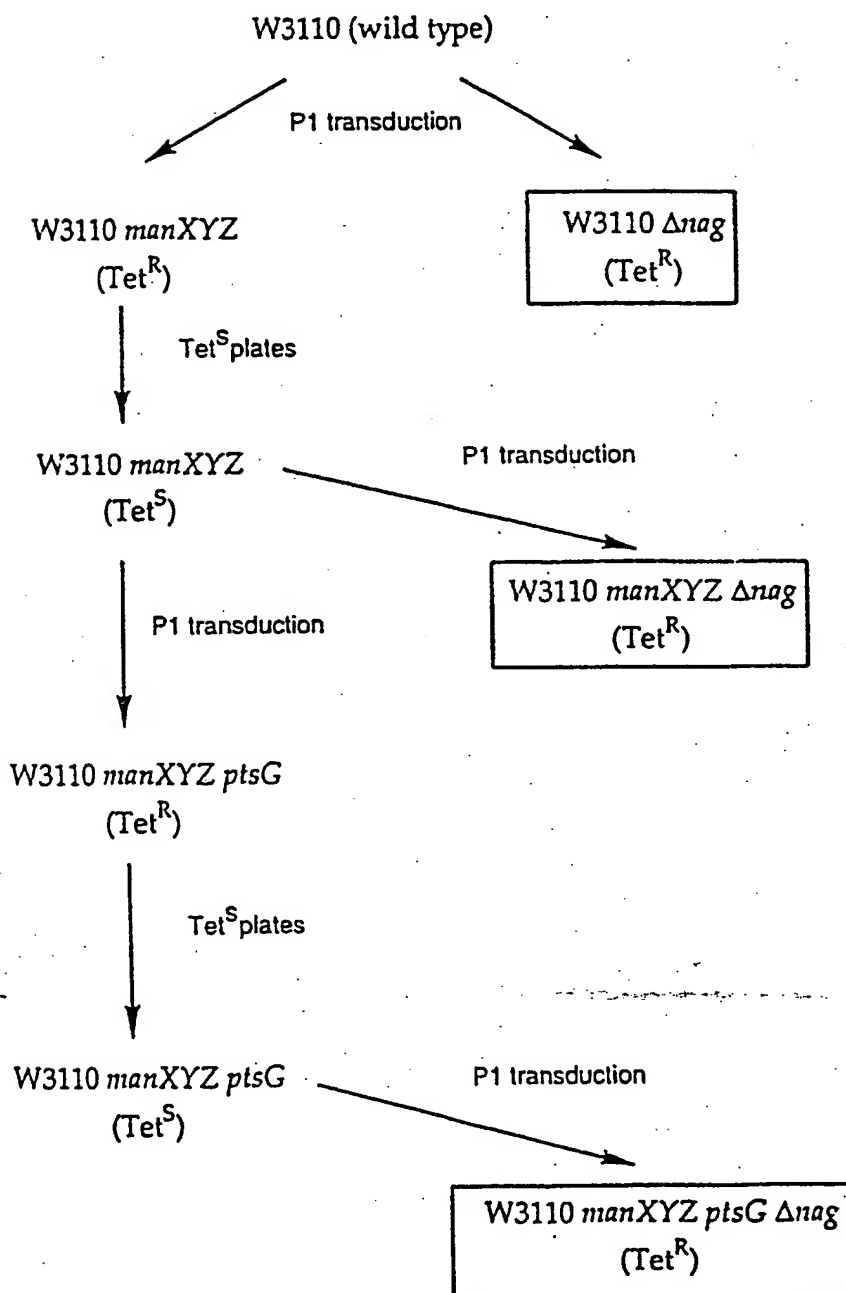 W3110 (wild type)
P1 transduction
W3110 manXYZ
(Tet^R)
W3110 Δnag
(Tet^R)
Tet^S plates
W3110 manXYZ
(Tet^S)
P1 transduction
W3110 manXYZ Δnag
(Tet^R)
P1 transduction
W3110 manXYZ ptsG
(Tet^R)
Tet^S plates
W3110 manXYZ ptsG
(Tet^S)
P1 transduction
W3110 manXYZ ptsG Δnag
(Tet^R)